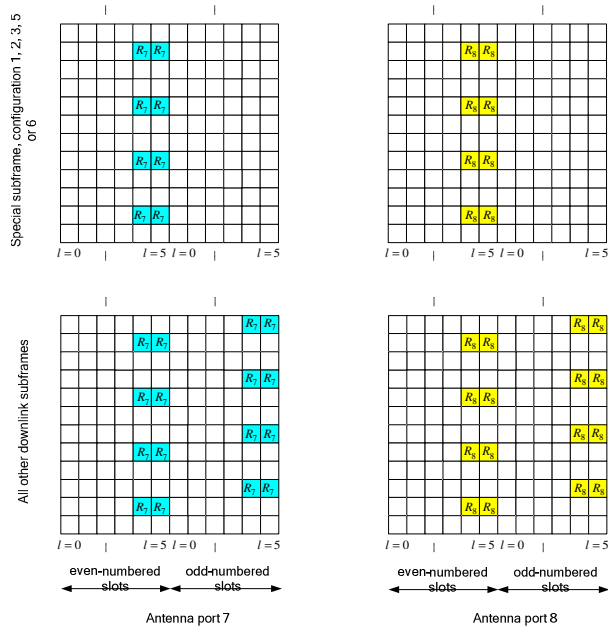 Special subframe, configuration 1, 2, 3, 5
or 6
R7 R7 R8 R8
R7 R7 R8 R8
R7 R7 R8 R8
R7 R7 R8 R8
l = 0 l = 5 l = 0 l = 5 l = 0 l = 5 l = 0 l = 5
All other downlink subframes
R7 R7 R8 R8
R7 R7 R8 R8
R7 R7 R8 R8
R7 R7 R8 R8
R7 R7 R8 R8
R7 R7 R8 R8
R7 R7 R8 R8
R7 R7 R8 R8
l = 0 l = 5 l = 0 l = 5 l = 0 l = 5 l = 0 l = 5
even-numbered odd-numbered even-numbered odd-numbered
slots slots slots slots
Antenna port 7 Antenna port 8